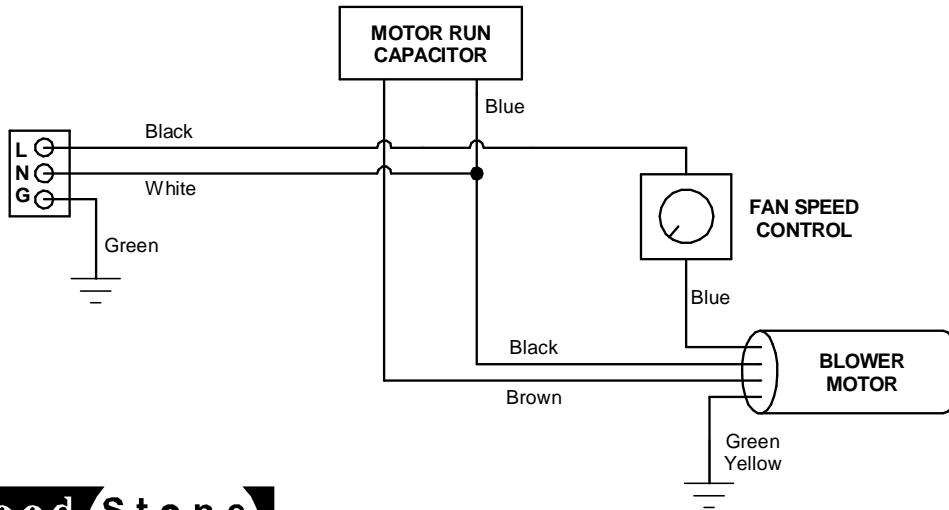 MOTOR RUN
CAPACITOR
Blue
Black
L
N
White
G
FAN SPEED
CONTROL
Green
Blue
Black
BLOWER
MOTOR
Brown
Green
Yellow